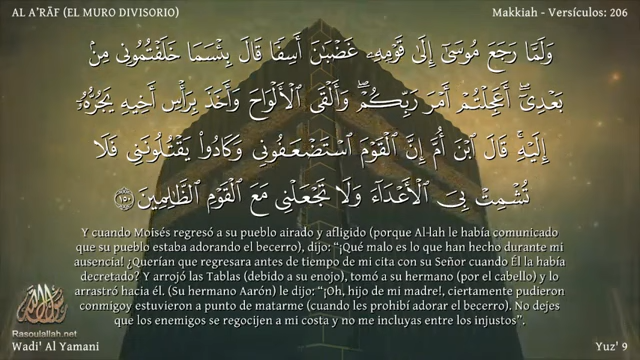 AL A'RĀF (EL MURO DIVISORIO)
Makkiah - Versículos: 206
وَلَمَّا رَجَعَ مُوسَىٰٓ إِلَىٰ قَوْمِهِۦ غَضْبَٰنَ أَسِفًا قَالَ بِئْسَمَا خَلَفْتُمُونِى مِنۢ
بَعْدِىٓ ۖ أَعَجِلْتُمْ أَمْرَ رَبِّكُمْ ۖ وَأَلْقَى ٱلْأَلْوَاحَ وَأَخَذَ بِرَأْسِ أَخِيهِ يَجُرُّهُۥٓ
إِلَيْهِ ۚ قَالَ ٱبْنَ أُمَّ إِنَّ ٱلْقَوْمَ ٱسْتَضْعَفُونِى وَكَادُوا۟ يَقْتُلُونَنِى فَلَا
تُشْمِتْ بِىَ ٱلْأَعْدَآءَ وَلَا تَجْعَلْنِى مَعَ ٱلْقَوْمِ ٱلظَّٰلِمِينَ ١٥٠
Y cuando Moisés regresó a su pueblo airado y afligido (porque Al-lah le había comunicado
que su pueblo estaba adorando el becerro), dijo: “¡Qué malo es lo que han hecho durante mi
ausencia! ¿Querían que regresara antes de tiempo de mi cita con su Señor cuando Él la había
decretado? Y arrojó las Tablas (debido a su enojo), tomó a su hermano (por el cabello) y lo
arrastró hacia él. (Su hermano Aarón) le dijo: “¡Oh, hijo de mi madre!, ciertamente pudieron
conmigoy estuvieron a punto de matarme (cuando les prohibí adorar el becerro). No dejes
que los enemigos se regocijen a mi costa y no me incluyas entre los injustos”.
Rasoulallah.net
Wadi' Al Yamani
Yuz' 9